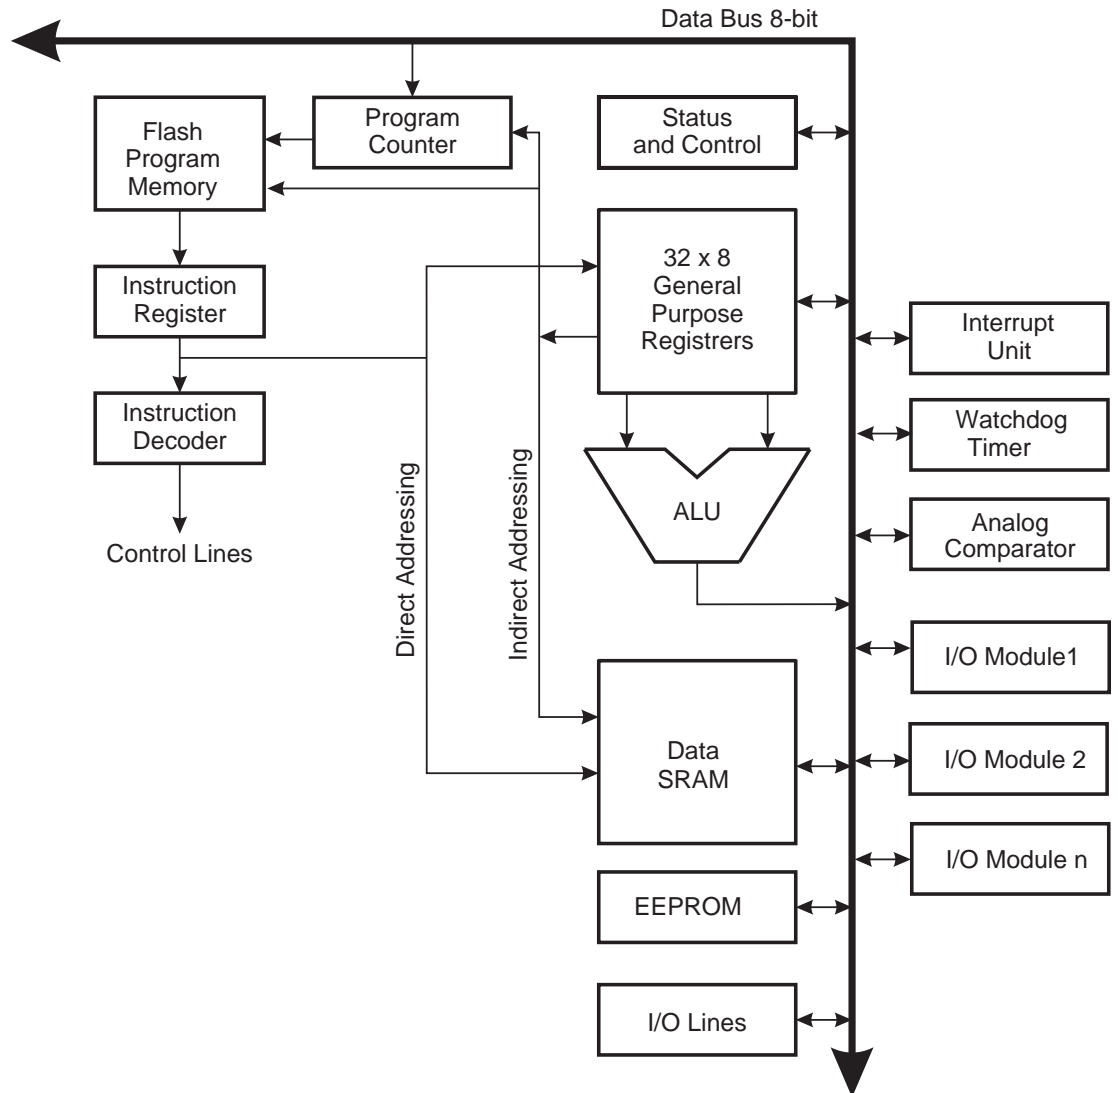 Data Bus 8-bit
Flash
Program
Memory
Program
Counter
Status
and Control
Instruction
Register
32 x 8
General
Purpose
Registrers
Interrupt
Unit
Instruction
Decoder
Watchdog
Timer
Control Lines
Direct Addressing
Indirect Addressing
ALU
Analog
Comparator
I/O Module1
Data
SRAM
I/O Module 2
I/O Module n
EEPROM
I/O Lines